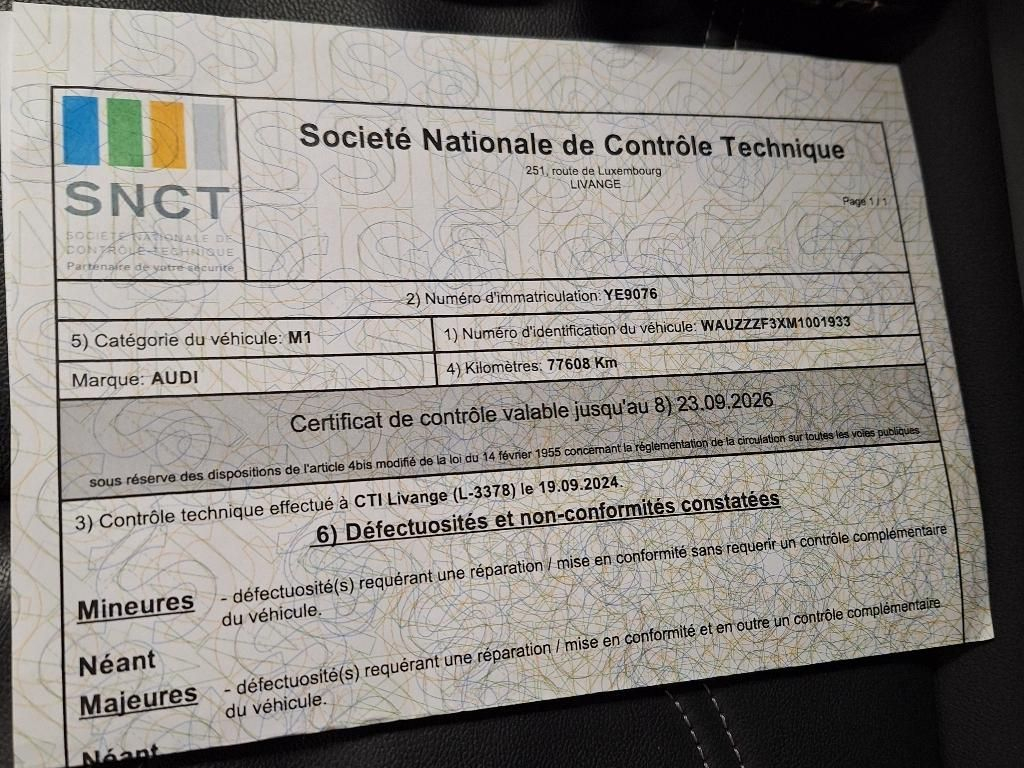 SNCT
SOCIÉTÉ NATIONALE DE
CONTRÔLE TECHNIQUE
Partenaire de votre sécurité
Societé Nationale de Contrôle Technique
251, route de Luxembourg
LIVANGE
Page 1 / 1
2) Numéro d'immatriculation: YE9076
5) Catégorie du véhicule: M1
1) Numéro d'identification du véhicule: WAUZZZF3XM1001933
Marque: AUDI
4) Kilomètres: 77608 Km
Certificat de contrôle valable jusqu'au 8) 23.09.2026
sous réserve des dispositions de l'article 4bis modifié de la loi du 14 février 1955 concernant la réglementation de la circulation sur toutes les voies publiques
3) Contrôle technique effectué à CTI Livange (L-3378) le 19.09.2024.
6) Défectuosités et non-conformités constatées
Mineures - défectuosité(s) requérant une réparation / mise en conformité sans requerir un contrôle complémentaire
du véhicule.
Néant
Majeures - défectuosité(s) requérant une réparation / mise en conformité et en outre un contrôle complémentaire
du véhicule.
Néant